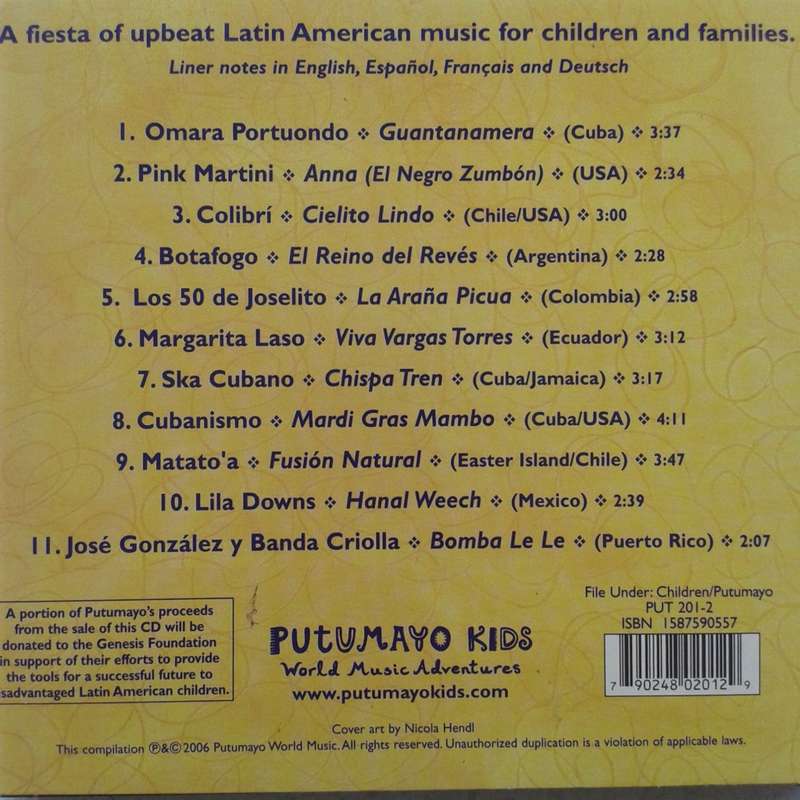 A fiesta of upbeat Latin American music for children and families.
Liner notes in English, Español, Français and Deutsch
1. Omara Portuondo ❖ Guantanamera ❖ (Cuba) ❖ 3:37
2. Pink Martini ❖ Anna (El Negro Zumbón) ❖ (USA) ❖ 2:34
3. Colibrí ❖ Cielito Lindo ❖ (Chile/USA) ❖ 3:00
4. Botafogo ❖ El Reino del Revés ❖ (Argentina) ❖ 2:28
5. Los 50 de Joselito ❖ La Araña Picua ❖ (Colombia) ❖ 2:58
6. Margarita Laso ❖ Viva Vargas Torres ❖ (Ecuador) ❖ 3:12
7. Ska Cubano ❖ Chispa Tren ❖ (Cuba/Jamaica) ❖ 3:17
8. Cubanismo ❖ Mardi Gras Mambo ❖ (Cuba/USA) ❖ 4:11
9. Matato'a ❖ Fusión Natural ❖ (Easter Island/Chile) ❖ 3:47
10. Lila Downs ❖ Hanal Weech ❖ (Mexico) ❖ 2:39
11. José González y Banda Criolla ❖ Bomba Le Le ❖ (Puerto Rico) ❖ 2:07
A portion of Putumayo's proceeds
from the sale of this CD will be
donated to the Genesis Foundation
in support of their efforts to provide
the tools for a successful future to
sadvantaged Latin American children.
PUTUMAYO KIDS
World Music Adventures
www.putumayokids.com
File Under: Children/Putumayo
PUT 201-2
ISBN 1587590557
7 90248 02012 9
Cover art by Nicola Hendl
This compilation ℗&©2006 Putumayo World Music. All rights reserved. Unauthorized duplication is a violation of applicable laws.